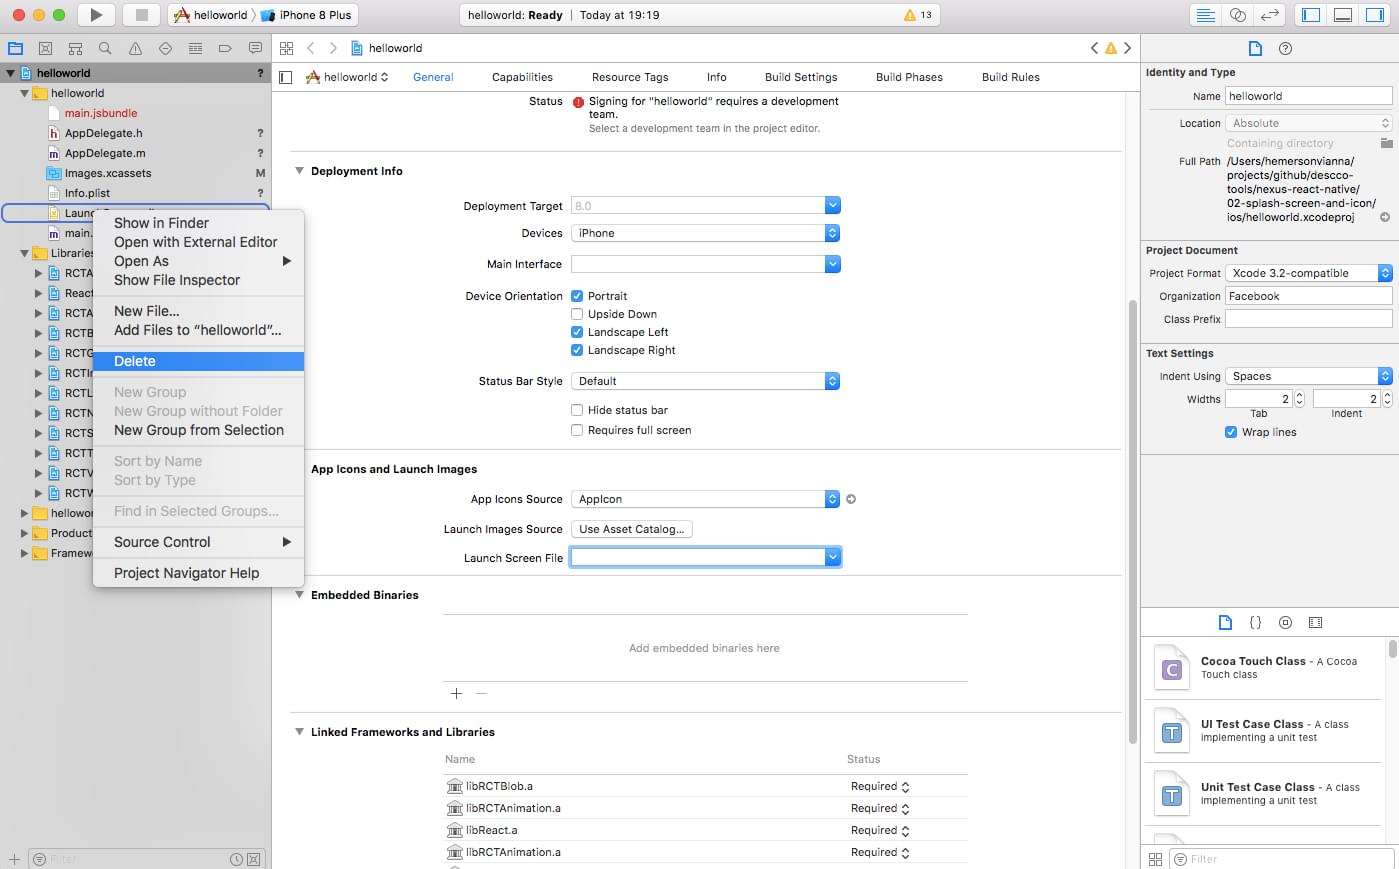 helloworld
iPhone 8 Plus
helloworld: Ready
Today at 19:19
13
helloworld ?
helloworld
main.jsbundle
AppDelegate.h ?
AppDelegate.m ?
Images.xcassets M
Info.plist ?
main.
Libraries
RCTA
React
RCTA
RCTB
RCTG
RCTL
RCTN
RCTS
RCTT
RCTV
RCTW
hellowor
Product
Framew
Filter
Show in Finder
Open with External Editor
Open As
Show File Inspector
New File...
Add Files to “helloworld”...
Delete
New Group
New Group without Folder
New Group from Selection
Sort by Name
Sort by Type
Find in Selected Groups...
Source Control
Project Navigator Help
helloworld
helloworld
General
Capabilities
Resource Tags
Info
Build Settings
Build Phases
Build Rules
Status
Signing for "helloworld" requires a development
team.
Select a development team in the project editor.
Deployment Info
Deployment Target 8.0
Devices iPhone
Main Interface
Device Orientation Portrait
Upside Down
Landscape Left
Landscape Right
Status Bar Style Default
Hide status bar
Requires full screen
App Icons and Launch Images
App Icons Source AppIcon
Launch Images Source Use Asset Catalog...
Launch Screen File
Embedded Binaries
Add embedded binaries here
Linked Frameworks and Libraries
Name Status
libRCTBlob.a Required
libRCTAnimation.a Required
libReact.a Required
libRCTAnimation.a Required
Identity and Type
Name helloworld
Location Absolute
Containing directory
Full Path /Users/hemersonvianna/
projects/github/descco-
tools/nexus-react-native/
02-splash-screen-and-icon/
ios/helloworld.xcodeproj
Project Document
Project Format Xcode 3.2-compatible
Organization Facebook
Class Prefix
Text Settings
Indent Using Spaces
Widths 2 2
Tab Indent
Wrap lines
{}
C
Cocoa Touch Class - A Cocoa
Touch class
T
UI Test Case Class - A class
implementing a unit test
T
Unit Test Case Class - A class
implementing a unit test
Filter